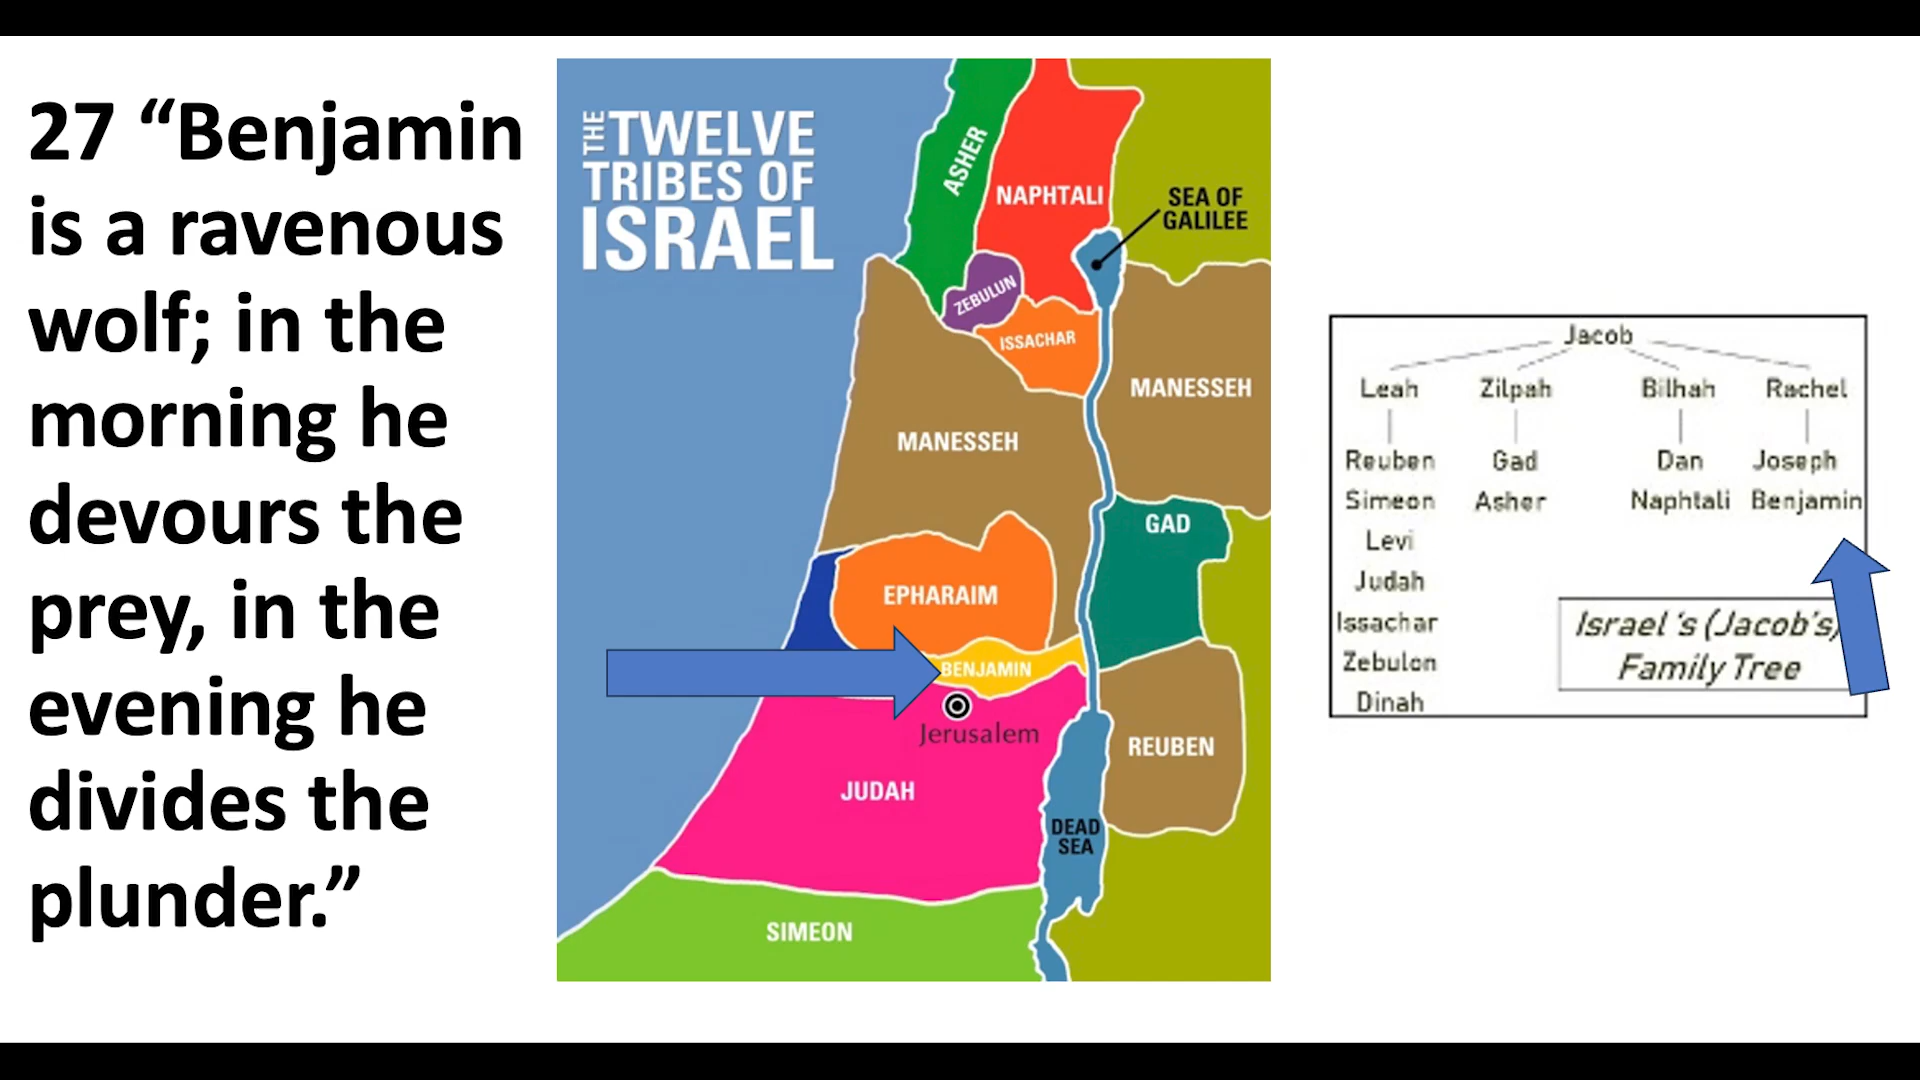 27 “Benjamin
is a ravenous
wolf; in the
morning he
devours the
prey, in the
evening he
divides the
plunder.”
THE TWELVE
TRIBES OF
ISRAEL
ASHER
NAPHTALI
SEA OF
GALILEE
ZEBULUN
ISSACHAR
MANESSEH
MANESSEH
GAD
EPHARAIM
BENJAMIN
Jerusalem
REUBEN
JUDAH
DEAD
SEA
SIMEON
Jacob
Leah Zilpah Bilhah Rachel
Reuben Gad Dan Joseph
Simeon Asher Naphtali Benjamin
Levi
Judah
Issachar
Zebulon
Dinah
Israel 's (Jacob's)
Family Tree